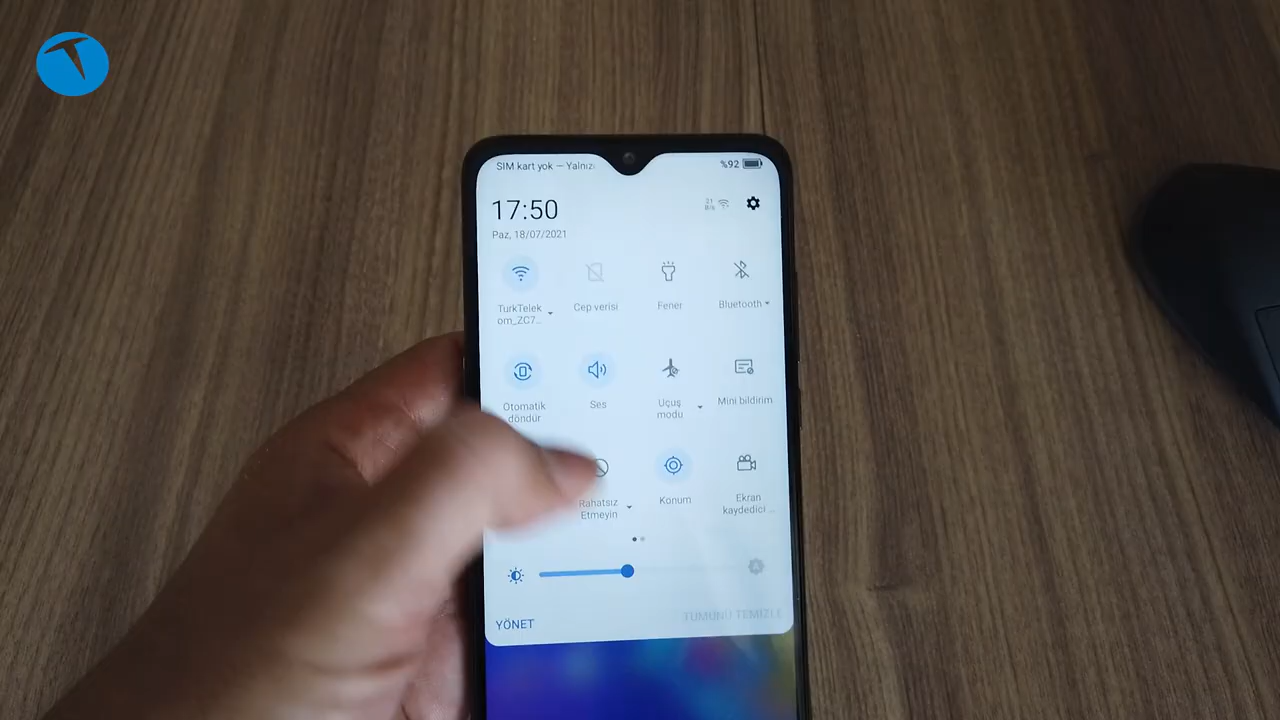 SIM kart yok — Yalnız
%92
17:50
21
B/s
Paz, 18/07/2021
TurkTelek
om_ZC7...
Cep verisi
Fener
Bluetooth
Otomatik
döndür
Ses
Uçuş
modu
Mini bildirim
Rahatsız
Etmeyin
Konum
Ekran
kaydedici ...
YÖNET
TÜMÜNÜ TEMİZLE